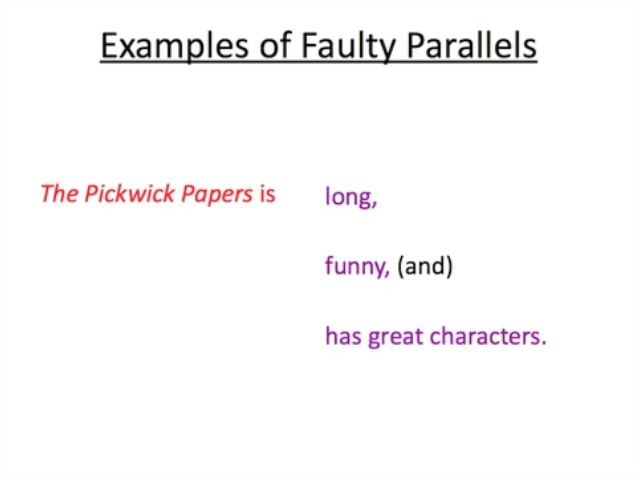 Examples of Faulty Parallels
The Pickwick Papers is long,
funny, (and)
has great characters.